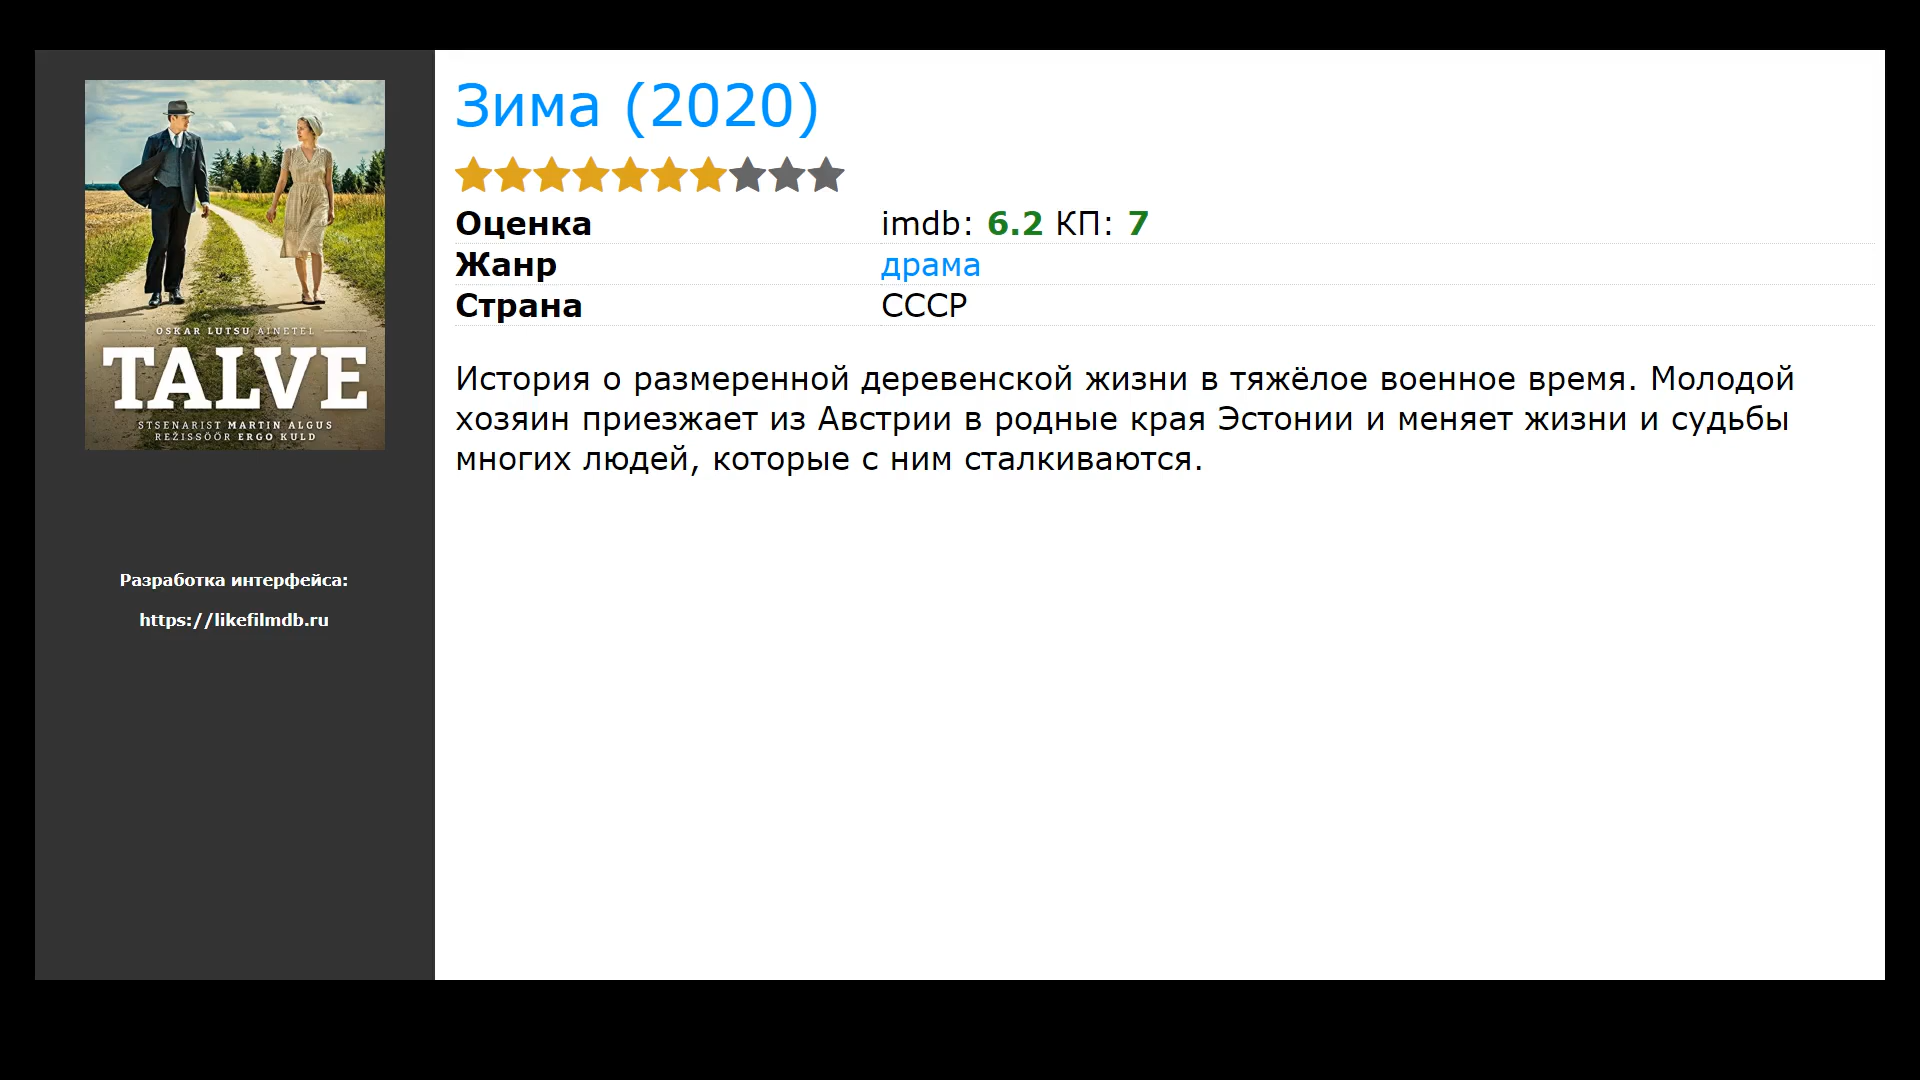 OSKAR LUTSU AINETEL
TALVE
STSENARIST MARTIN ALGUS
REŽISSÖÖR ERGO KULD
Разработка интерфейса:
https://likefilmdb.ru
Зима (2020)
Оценка imdb: 6.2 КП: 7
Жанр драма
Страна СССР
История о размеренной деревенской жизни в тяжёлое военное время. Молодой
хозяин приезжает из Австрии в родные края Эстонии и меняет жизни и судьбы
многих людей, которые с ним сталкиваются.